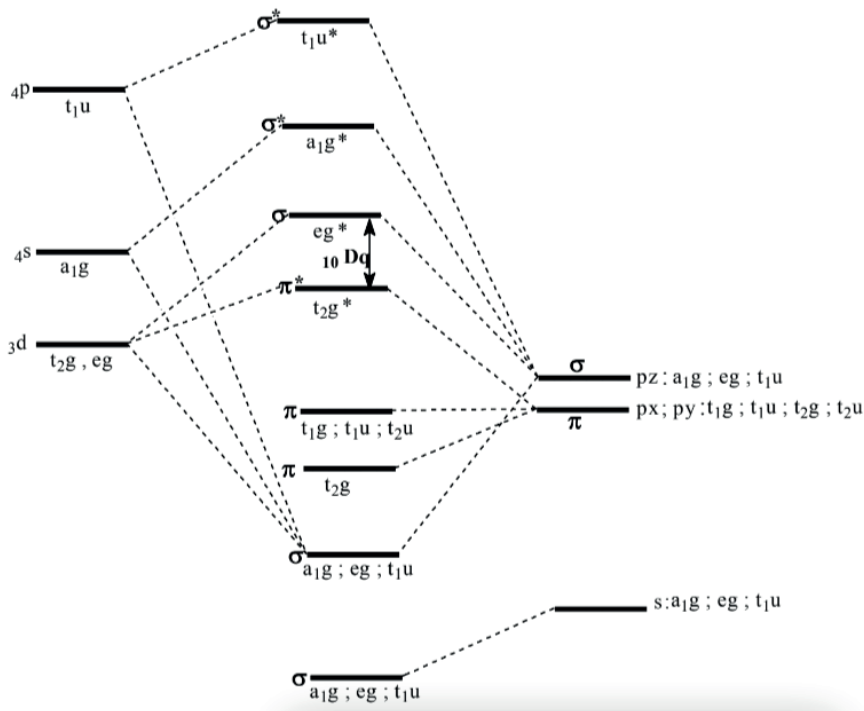 σ*
t₁u*
4p
t₁u
σ*
a₁g*
σ
eg*
4s
a₁g
10 Dq
π*
t₂g*
3d
t₂g , eg
σ
pz : a₁g ; eg ; t₁u
π
t₁g ; t₁u ; t₂u
px; py :t₁g ; t₁u ; t₂g ; t₂u
π
π
t₂g
σ
a₁g ; eg ; t₁u
s:a₁g ; eg ; t₁u
σ
a₁g ; eg ; t₁u